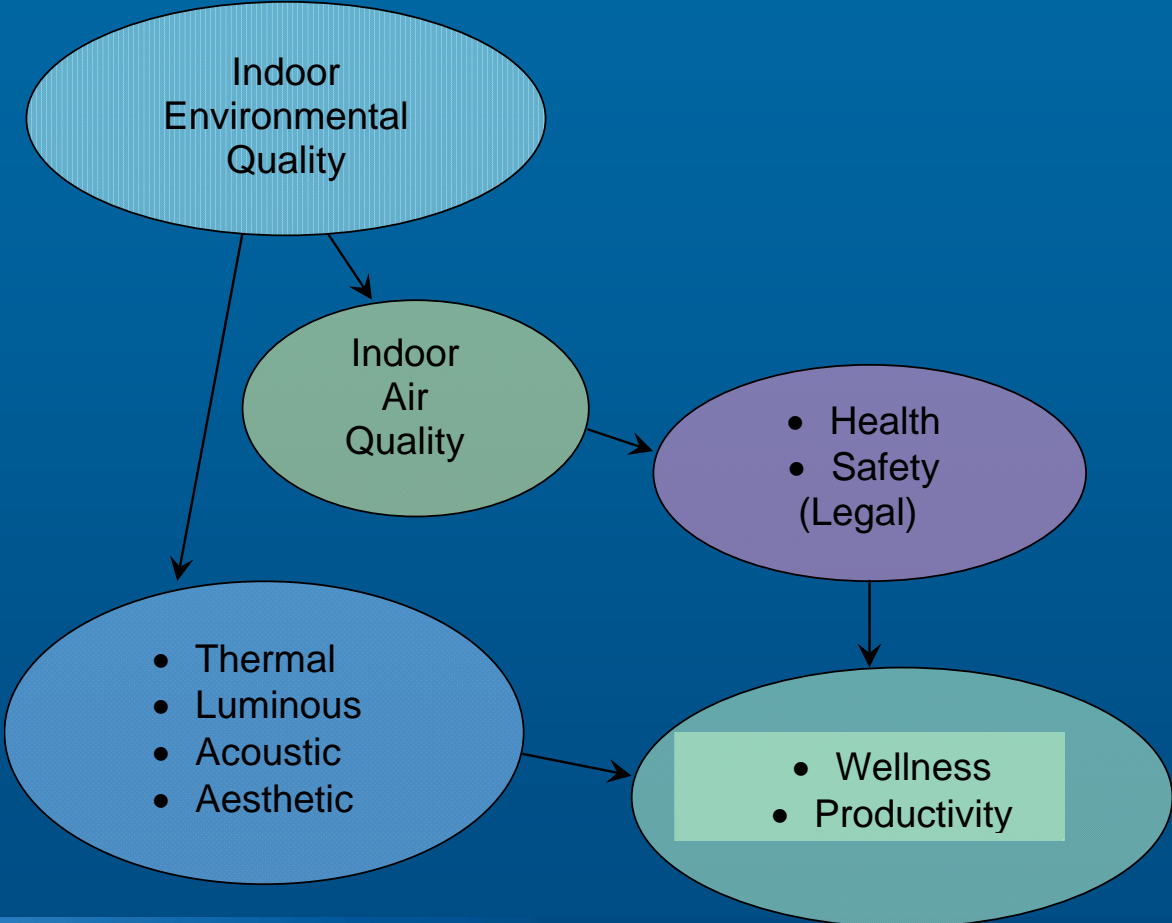 Indoor
Environmental
Quality
Indoor
Air
Quality
• Health
• Safety
(Legal)
• Thermal
• Luminous
• Acoustic
• Aesthetic
• Wellness
• Productivity